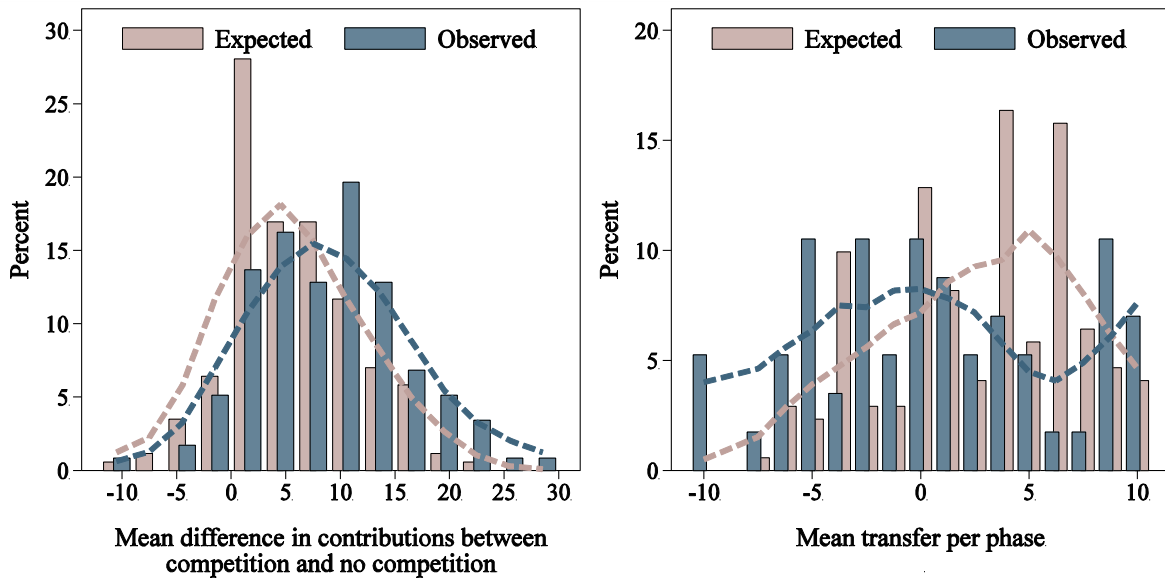 Expected Observed
Percent
30
25
20
15
10
5
0
-10 -5 0 5 10 15 20 25 30
Mean difference in contributions between
competition and no competition
Expected Observed
Percent
20
15
10
5
0
-10 -5 0 5 10
Mean transfer per phase